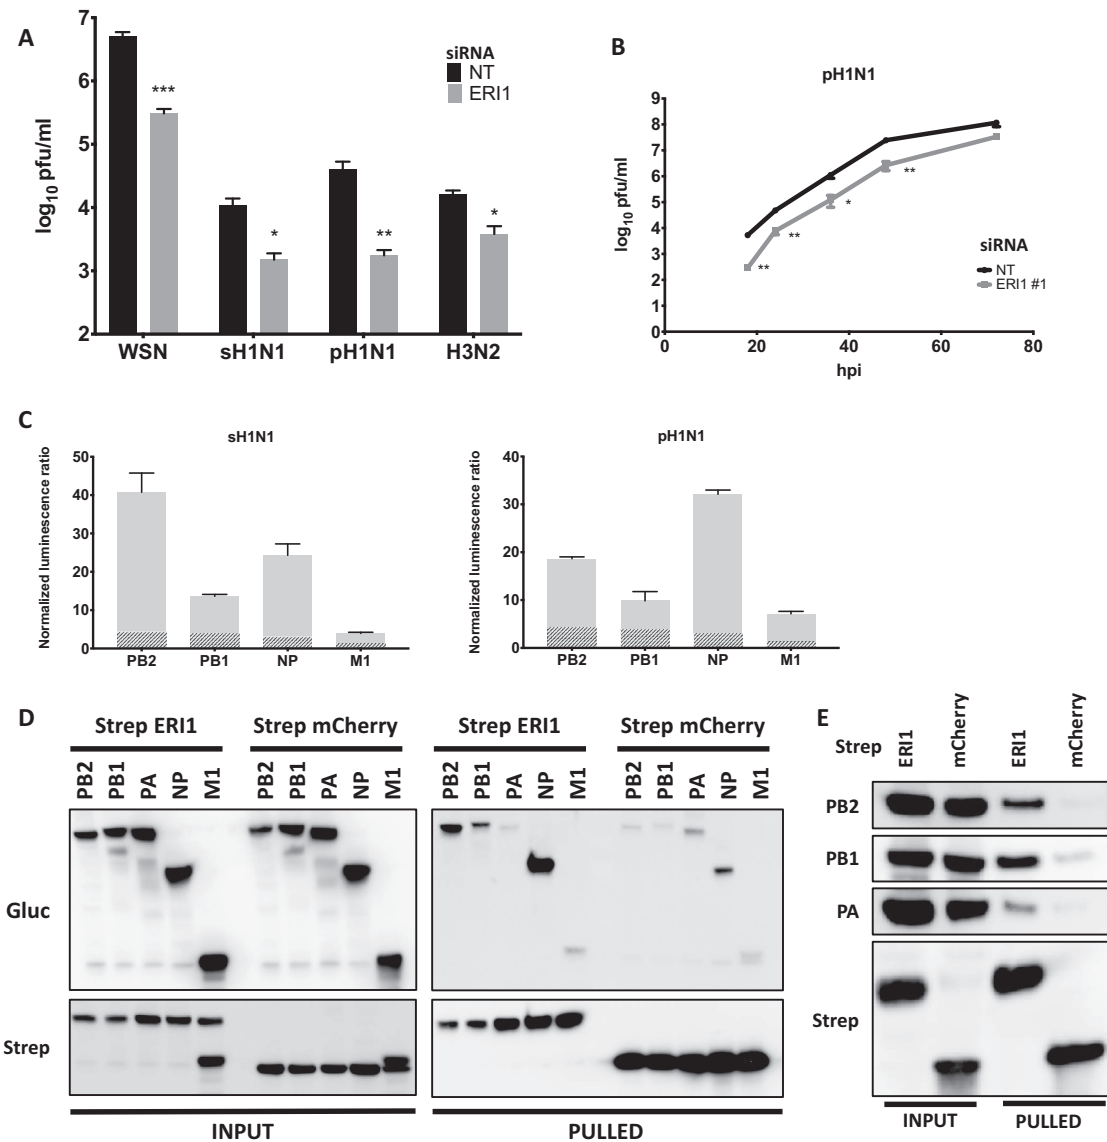 A
log10 pfu/ml
7
6
5
4
3
2
siRNA
NT
ERI1
***
*
**
*
WSN
sH1N1
pH1N1
H3N2
B
pH1N1
log10 pfu/ml
9
8
7
6
5
4
3
2
1
0
**
**
*
**
siRNA
NT
ERI1 #1
0
20
40
60
80
hpi
C
sH1N1
Normalized luminescence ratio
50
40
30
20
10
0
PB2
PB1
NP
M1
pH1N1
Normalized luminescence ratio
40
30
20
10
0
PB2
PB1
NP
M1
D
Strep ERI1
Strep mCherry
Strep ERI1
Strep mCherry
PB2 PB1 PA NP M1
PB2 PB1 PA NP M1
PB2 PB1 PA NP M1
PB2 PB1 PA NP M1
Gluc
Strep
INPUT
PULLED
E
Strep
ERI1
mCherry
ERI1
mCherry
PB2
PB1
PA
Strep
INPUT
PULLED